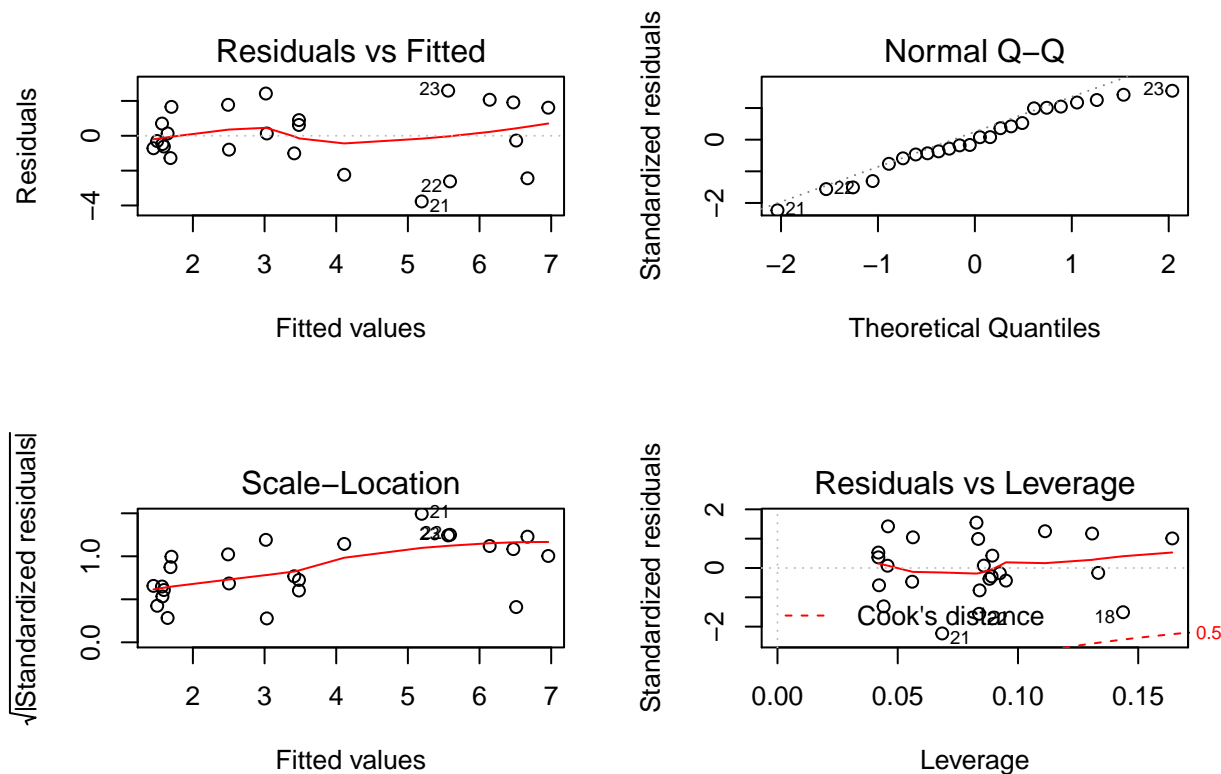 Residuals vs Fitted
Residuals
0
−4
23
22
21
2 3 4 5 6 7
Fitted values
Normal Q−Q
Standardized residuals
0
−2
21
22
23
−2 −1 0 1 2
Theoretical Quantiles
Scale−Location
√|Standardized residuals|
1.0
0.0
21
2 3 4 5 6 7
Fitted values
Residuals vs Leverage
Standardized residuals
2
0
−2
Cook's distance
22
18
21
0.5
0.00 0.05 0.10 0.15
Leverage